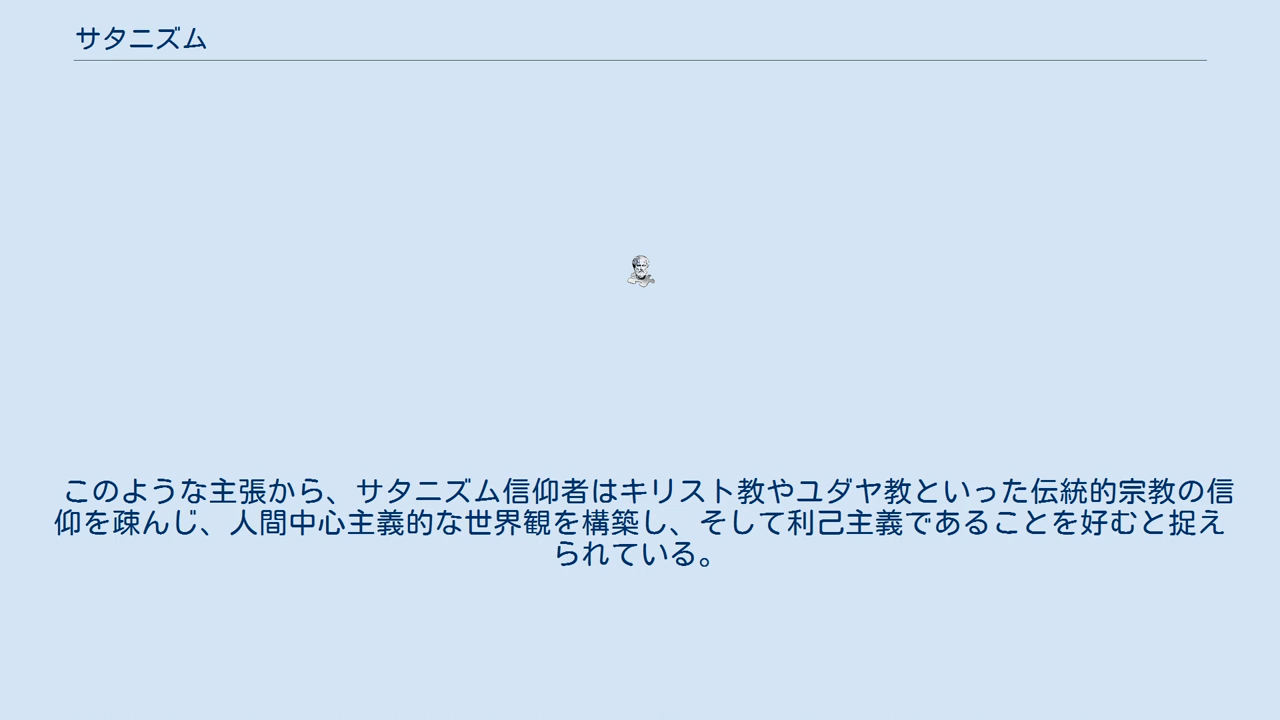 サタニズム
このような主張から、サタニズム信仰者はキリスト教やユダヤ教といった伝統的宗教の信
仰を疎んじ、人間中心主義的な世界観を構築し、そして利己主義であることを好むと捉え
られている。